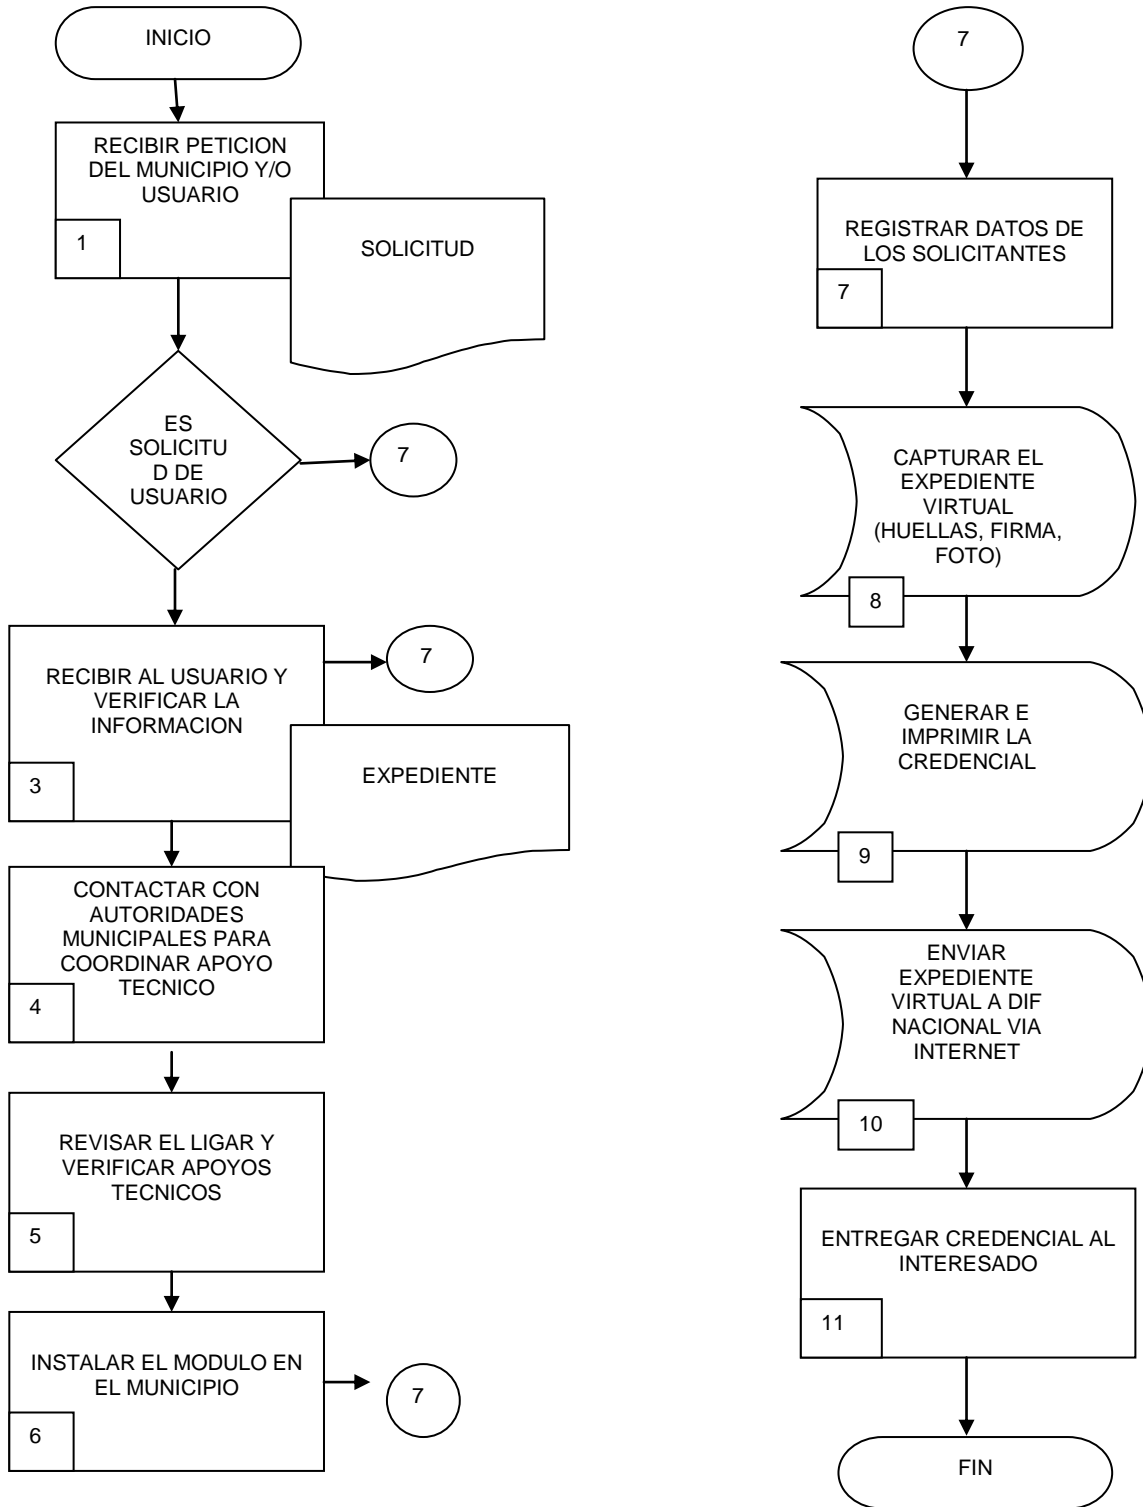 INICIO
RECIBIR PETICION
DEL MUNICIPIO Y/O
USUARIO
1
SOLICITUD
ES
SOLICITU
D DE
USUARIO
7
RECIBIR AL USUARIO Y
VERIFICAR LA
INFORMACION
3
7
EXPEDIENTE
CONTACTAR CON
AUTORIDADES
MUNICIPALES PARA
COORDINAR APOYO
TECNICO
4
REVISAR EL LIGAR Y
VERIFICAR APOYOS
TECNICOS
5
INSTALAR EL MODULO EN
EL MUNICIPIO
6
7
7
REGISTRAR DATOS DE
LOS SOLICITANTES
7
CAPTURAR EL
EXPEDIENTE
VIRTUAL
(HUELLAS, FIRMA,
FOTO)
8
GENERAR E
IMPRIMIR LA
CREDENCIAL
9
ENVIAR
EXPEDIENTE
VIRTUAL A DIF
NACIONAL VIA
INTERNET
10
ENTREGAR CREDENCIAL AL
INTERESADO
11
FIN